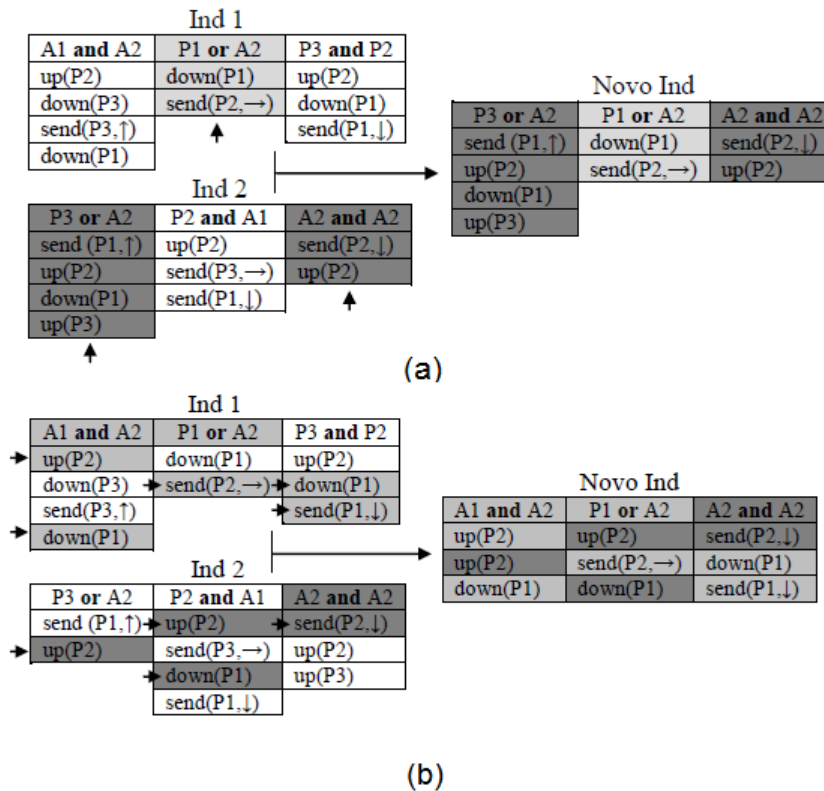 Ind 1
A1 and A2 P1 or A2 P3 and P2
up(P2) down(P1) up(P2)
down(P3) send(P2,→) down(P1)
send(P3,↑) send(P1,↓)
down(P1)
Novo Ind
P3 or A2 P1 or A2 A2 and A2
send (P1,↑) down(P1) send(P2,↓)
up(P2) send(P2,→) up(P2)
down(P1)
up(P3)
Ind 2
P3 or A2 P2 and A1 A2 and A2
send (P1,↑) up(P2) send(P2,↓)
up(P2) send(P3,→) up(P2)
down(P1) send(P1,↓)
up(P3)
(a)
Ind 1
A1 and A2 P1 or A2 P3 and P2
up(P2) down(P1) up(P2)
down(P3) send(P2,→) down(P1)
send(P3,↑) send(P1,↓)
down(P1)
Novo Ind
A1 and A2 P1 or A2 A2 and A2
up(P2) up(P2) send(P2,↓)
up(P2) send(P2,→) down(P1)
down(P1) down(P1) send(P1,↓)
Ind 2
P3 or A2 P2 and A1 A2 and A2
send (P1,↑) up(P2) send(P2,↓)
up(P2) send(P3,→) up(P2)
down(P1) up(P3)
send(P1,↓)
(b)